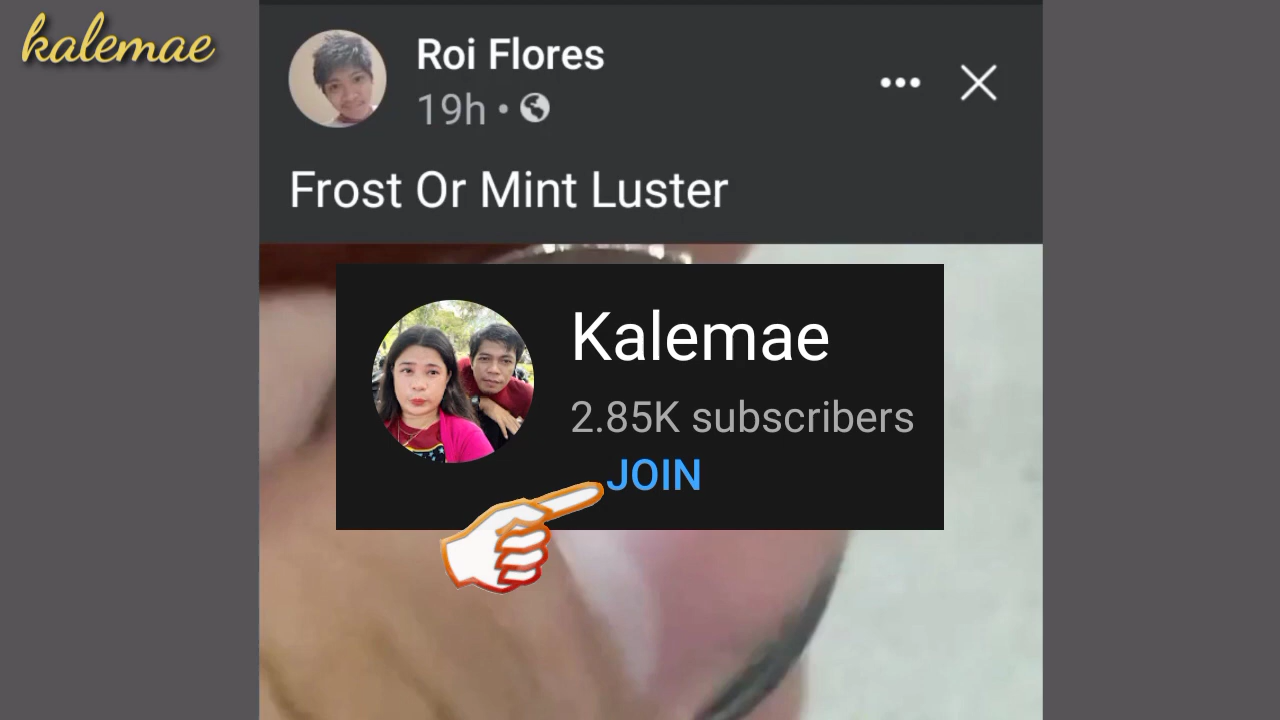 kalemae
Roi Flores
19h •
Frost Or Mint Luster
Kalemae
2.85K subscribers
JOIN